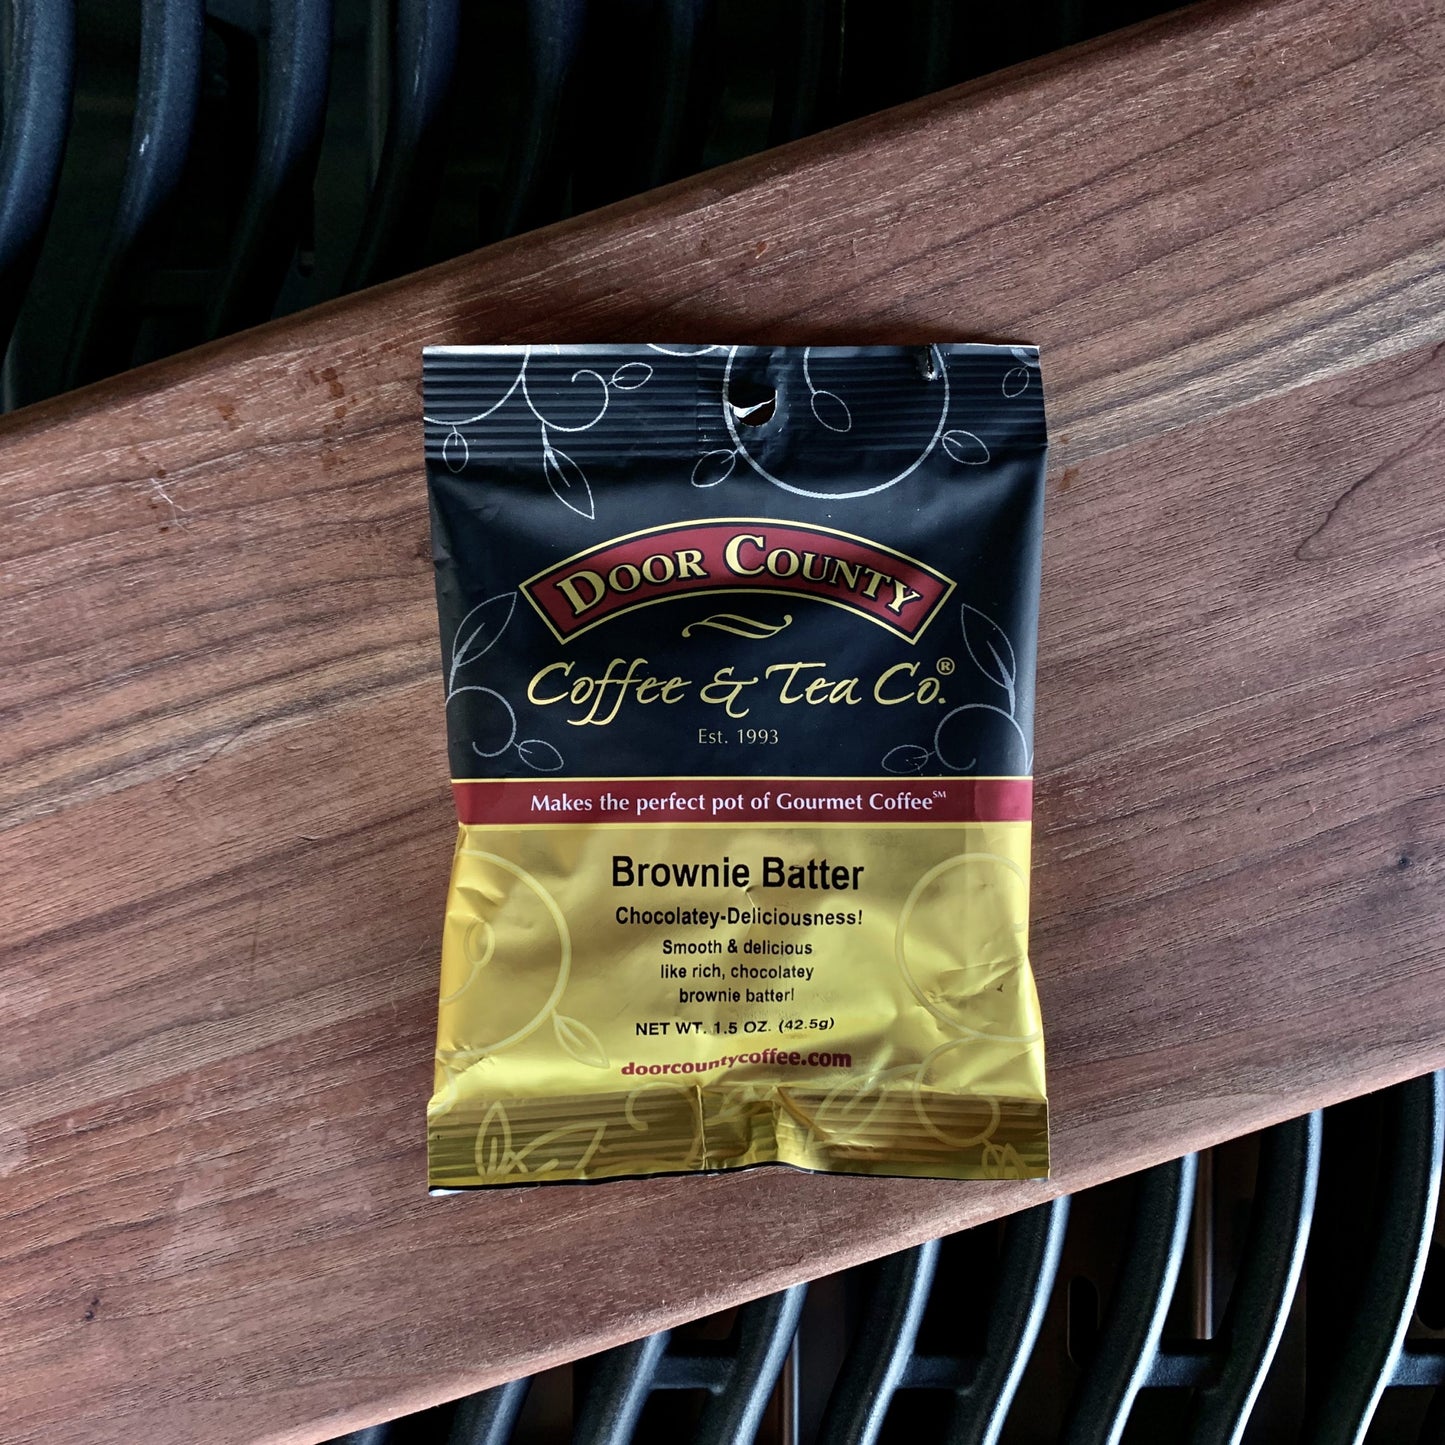 DOOR COUNTY
Coffee & Tea Co.®
Est. 1993
Makes the perfect pot of Gourmet Coffee℠
Brownie Batter
Chocolatey-Deliciousness!
Smooth & delicious
like rich, chocolatey
brownie batter!
NET WT. 1.5 OZ. (42.5g)
doorcountycoffee.com